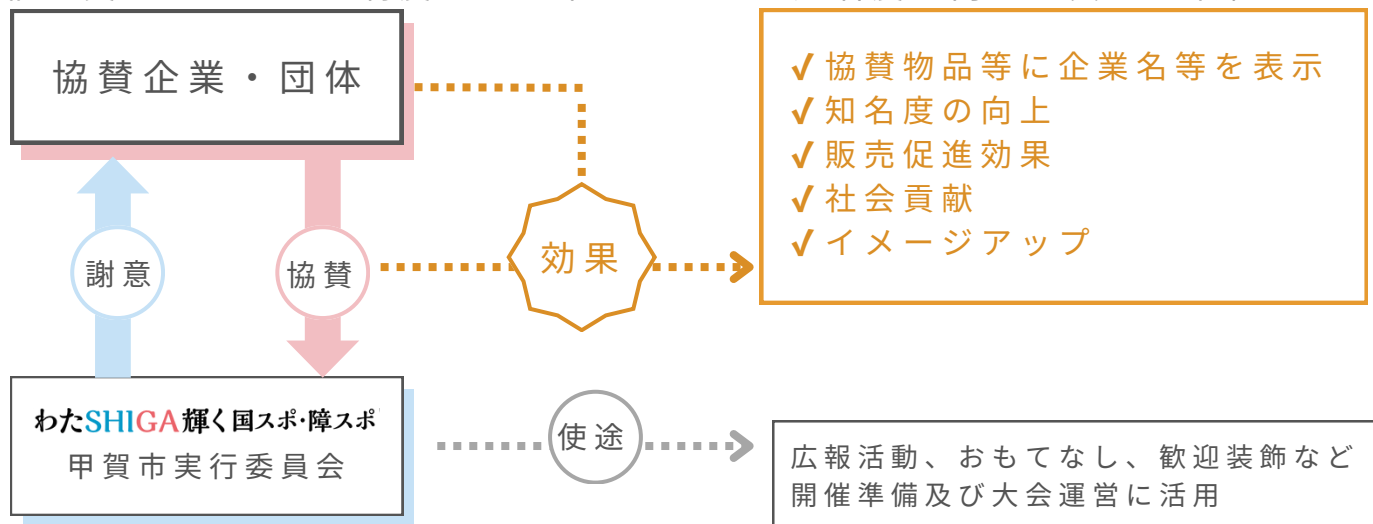 協賛企業・団体
✓協賛物品等に企業名等を表示
✓知名度の向上
✓販売促進効果
✓社会貢献
✓イメージアップ
効果
謝意
協賛
わたSHIGA輝く国スポ・障スポ
甲賀市実行委員会
使途
広報活動、おもてなし、歓迎装飾など
開催準備及び大会運営に活用